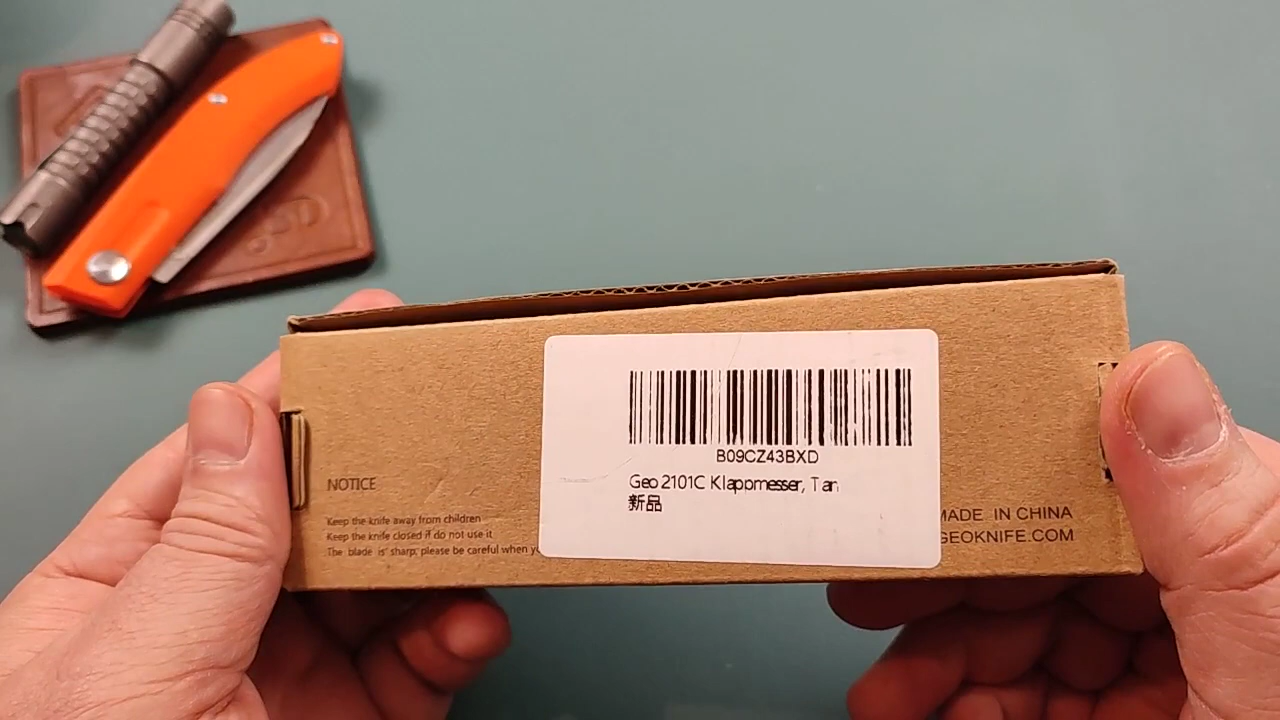 B09CZ43BXD
Geo 2101C Klappmesser, Tan
新品
NOTICE
Keep the knife away from children
Keep the knife closed if do not use it
The blade is sharp, please be careful when
MADE IN CHINA
GEOKNIFE.COM